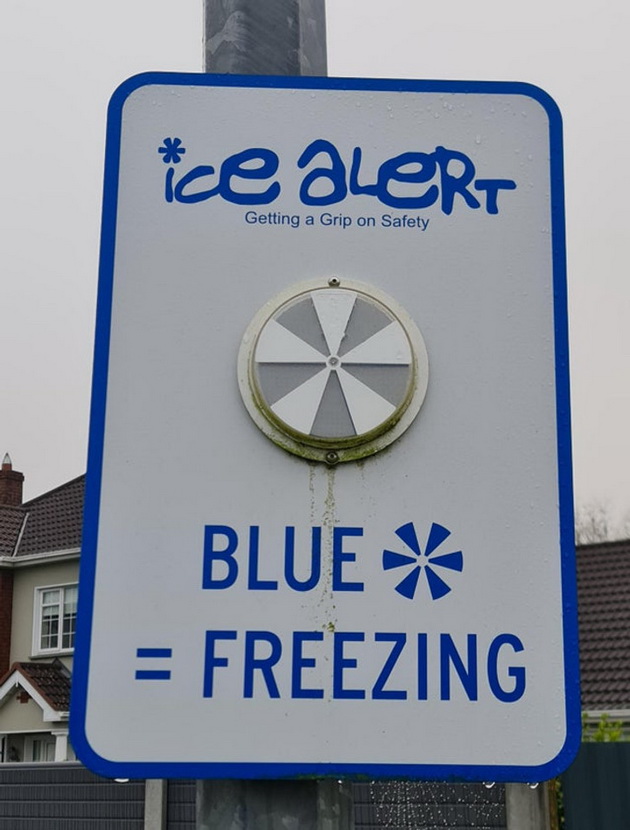 ice alert
Getting a Grip on Safety
BLUE
= FREEZING